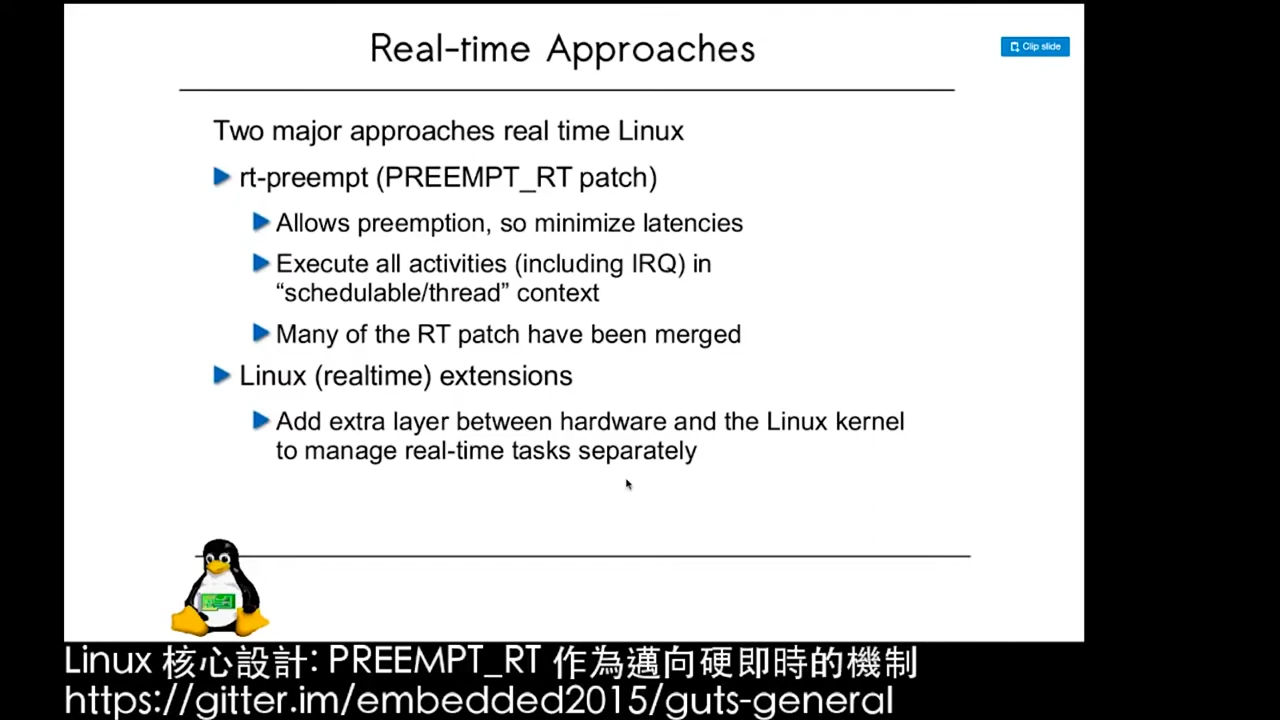 Real-time Approaches
Clip slide
Two major approaches real time Linux
rt-preempt (PREEMPT_RT patch)
Allows preemption, so minimize latencies
Execute all activities (including IRQ) in
“schedulable/thread” context
Many of the RT patch have been merged
Linux (realtime) extensions
Add extra layer between hardware and the Linux kernel
to manage real-time tasks separately
Linux 核心設計: PREEMPT_RT 作為邁向硬即時的機制
https://gitter.im/embedded2015/guts-general